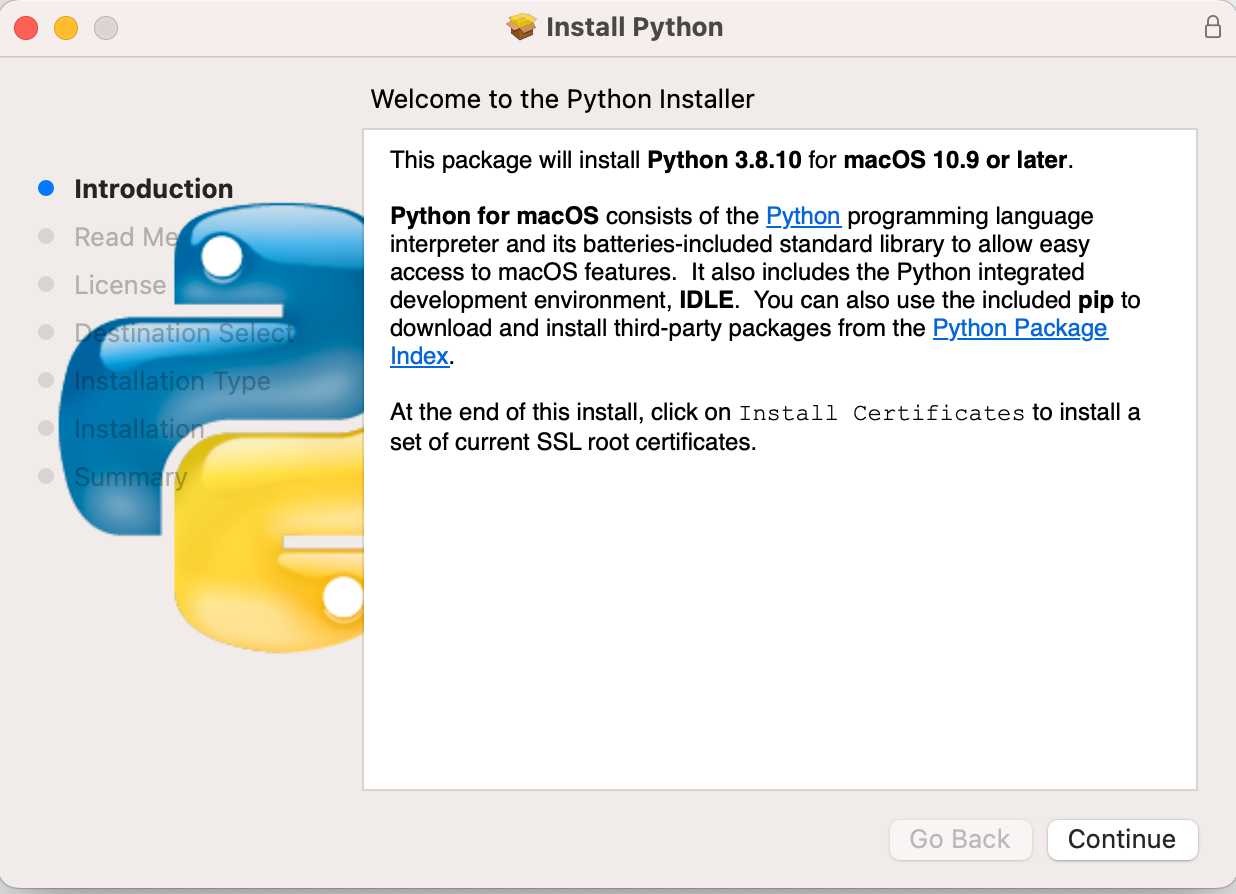 Install Python
Welcome to the Python Installer
Introduction
Read Me
License
Destination Select
Installation Type
Installation
Summary
This package will install Python 3.8.10 for macOS 10.9 or later.
Python for macOS consists of the Python programming language
interpreter and its batteries-included standard library to allow easy
access to macOS features.  It also includes the Python integrated
development environment, IDLE.  You can also use the included pip to
download and install third-party packages from the Python Package
Index.
At the end of this install, click on Install Certificates to install a
set of current SSL root certificates.
Go Back
Continue